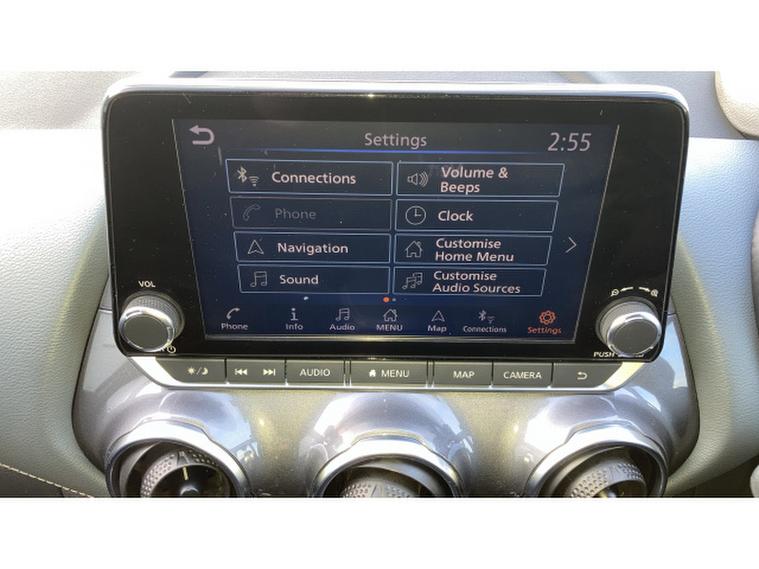 Settings
2:55
Connections
Volume &
Beeps
Phone
Clock
Navigation
Customise
Home Menu
Sound
Customise
Audio Sources
VOL
Phone
Info
Audio
MENU
Map
Connections
Settings
PUSH
AUDIO
MENU
MAP
CAMERA